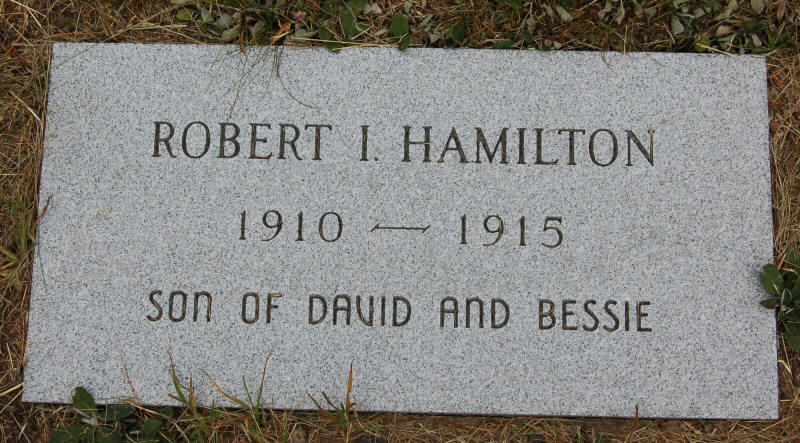 ROBERT I. HAMILTON
1910 — 1915
SON OF DAVID AND BESSIE